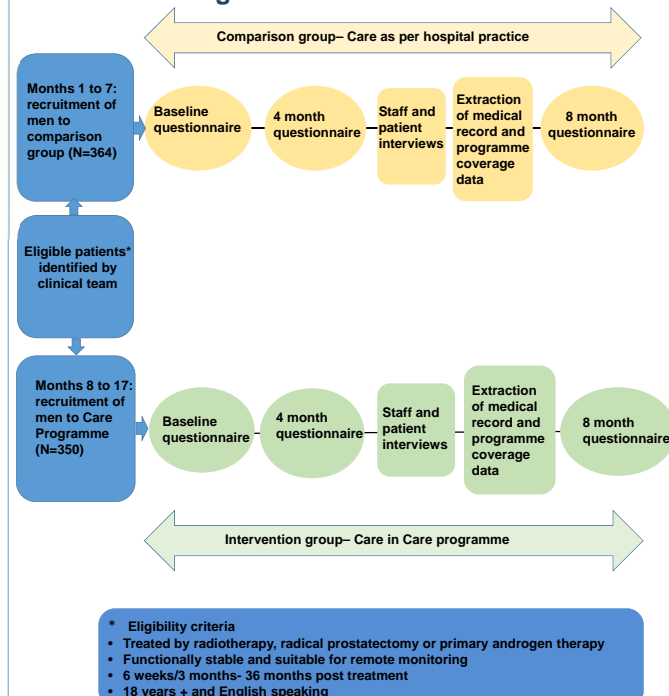 Comparison group– Care as per hospital practice
Months 1 to 7:
recruitment of
men to
comparison
group (N=364)
Baseline
questionnaire
4 month
questionnaire
Staff and
patient
interviews
Extraction
of medical
record and
programme
coverage
data
8 month
questionnaire
Eligible patients*
identified by
clinical team
Months 8 to 17:
recruitment of
men to Care
Programme
(N=350)
Baseline
questionnaire
4 month
questionnaire
Staff and
patient
interviews
Extraction
of medical
record and
programme
coverage
data
8 month
questionnaire
Intervention group– Care in Care programme
* Eligibility criteria
• Treated by radiotherapy, radical prostatectomy or primary androgen therapy
• Functionally stable and suitable for remote monitoring
• 6 weeks/3 months- 36 months post treatment
• 18 years + and English speaking